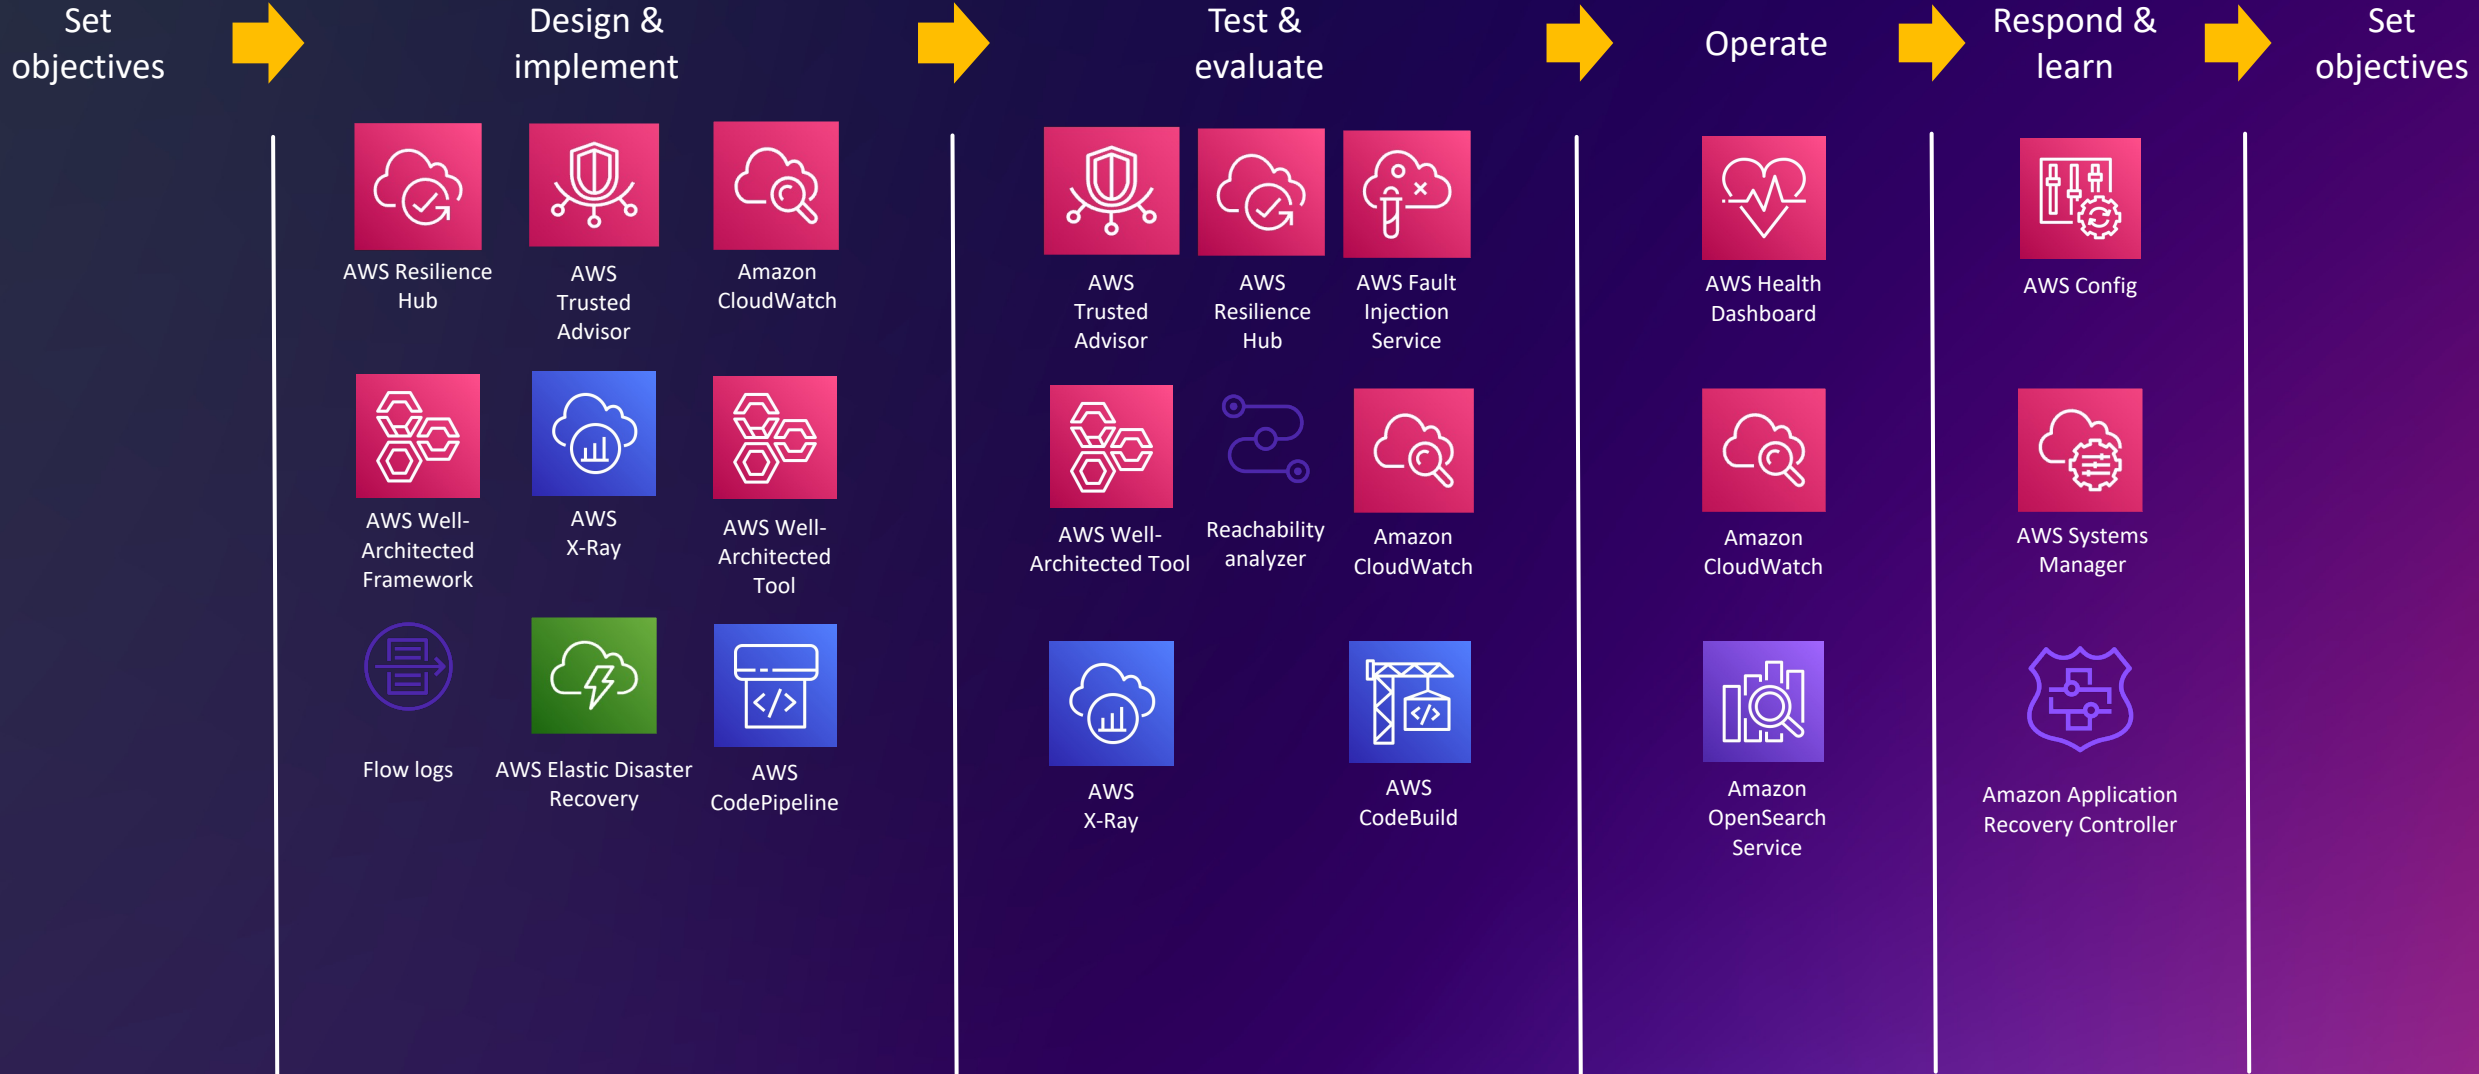 Set
objectives
Design &
implement
Test &
evaluate
Operate
Respond &
learn
Set
objectives
AWS Resilience
Hub
AWS
Trusted
Advisor
Amazon
CloudWatch
AWS Well-
Architected
Framework
AWS
X-Ray
AWS Well-
Architected
Tool
Flow logs
AWS Elastic Disaster
Recovery
AWS
CodePipeline
AWS
Trusted
Advisor
AWS
Resilience
Hub
AWS Fault
Injection
Service
AWS Well-
Architected Tool
Reachability
analyzer
Amazon
CloudWatch
AWS
X-Ray
AWS
CodeBuild
AWS Health
Dashboard
Amazon
CloudWatch
Amazon
OpenSearch
Service
AWS Config
AWS Systems
Manager
Amazon Application
Recovery Controller